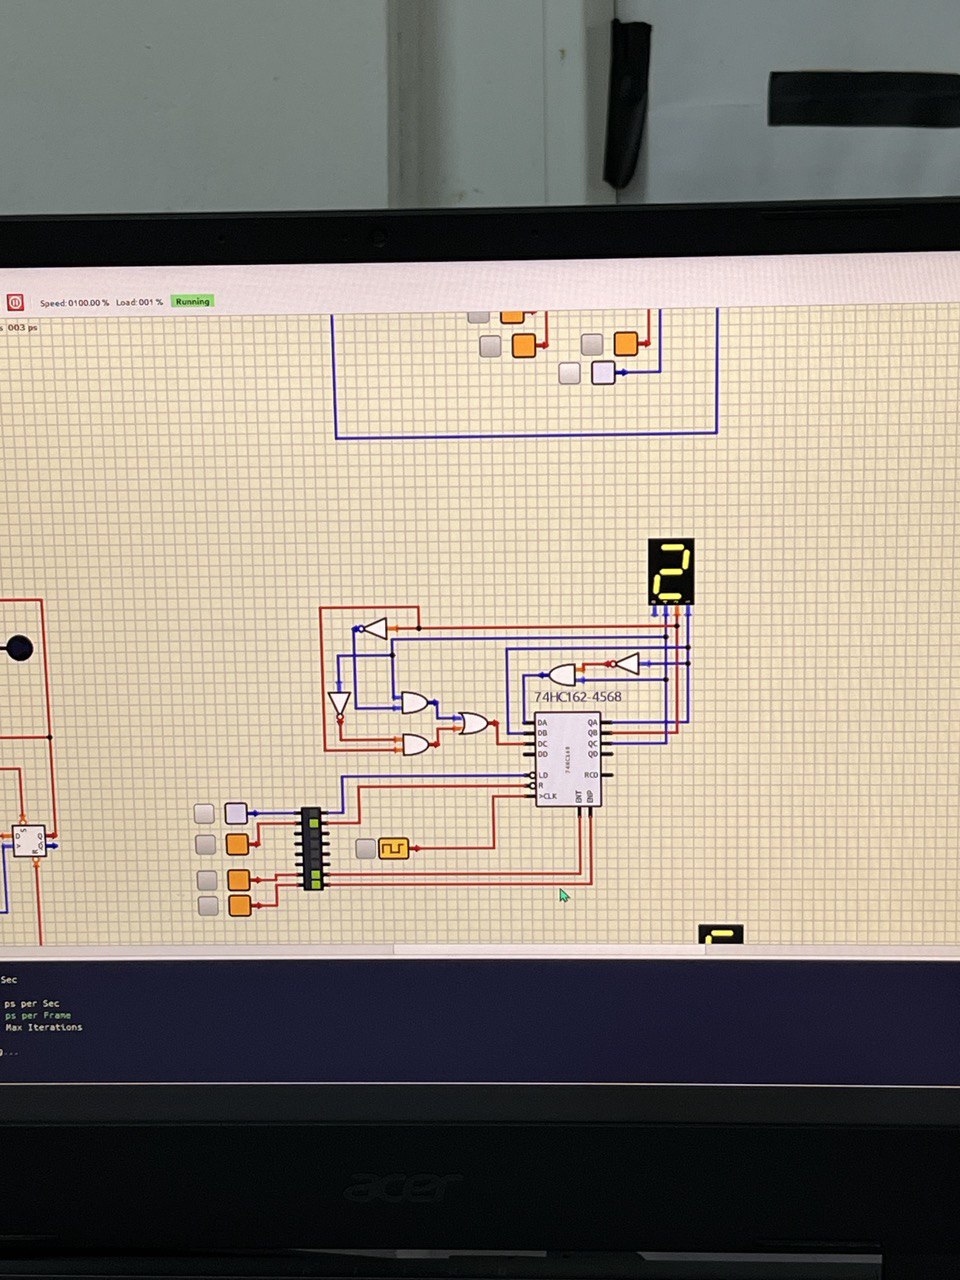 Speed:0100.00 % Load:001 % Running
s 003 ps
2
74HC162-4568
DA QA
DB QB
DC QC
DD QD
LD RCO
R
>CLK
ENT ENP
S
D Q
Q
R
Sec
ps per Sec
ps per Frame
Max Iterations
acer